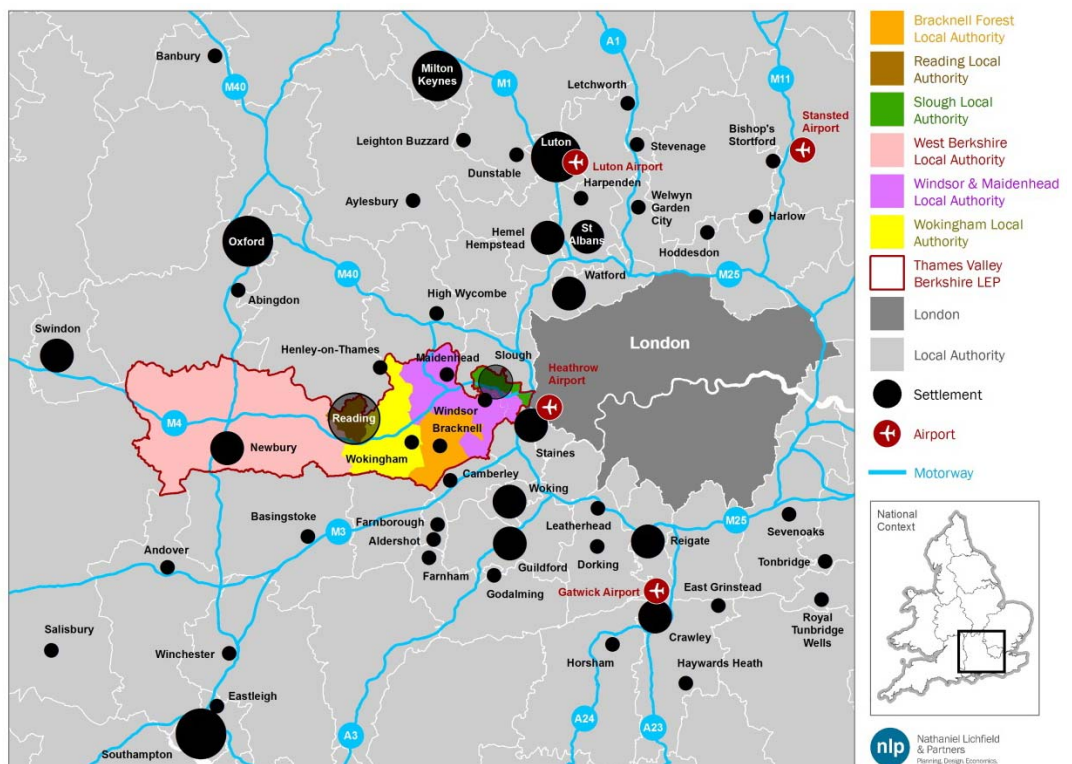 Banbury
M40
Milton
Keynes
M1
A1
M11
Letchworth
Stansted
Airport
Bishop's
Stortford
Leighton Buzzard
Luton
Stevenage
Dunstable
Luton Airport
Harpenden
Aylesbury
Welwyn
Garden
City
Harlow
Oxford
Hemel
Hempstead
St
Albans
Hoddesdon
M40
M25
Watford
Abingdon
High Wycombe
Swindon
Henley-on-Thames
Maidenhead
Slough
London
Heathrow
Airport
M4
Reading
Windsor
Bracknell
Newbury
Wokingham
Staines
Camberley
Woking
Basingstoke
M3
Farnborough
Aldershot
Leatherhead
M25
Sevenoaks
Reigate
Andover
Farnham
Guildford
Dorking
Tonbridge
Godalming
Gatwick Airport
East Grinstead
Royal
Tunbridge
Wells
Salisbury
Winchester
Crawley
Horsham
Haywards Heath
Eastleigh
Southampton
A3
A24
A23
Bracknell Forest
Local Authority
Reading Local
Authority
Slough Local
Authority
West Berkshire
Local Authority
Windsor & Maidenhead
Local Authority
Wokingham Local
Authority
Thames Valley
Berkshire LEP
London
Local Authority
Settlement
Airport
Motorway
National
Context
nlp
Nathaniel Lichfield
& Partners
Planning. Design. Economics.